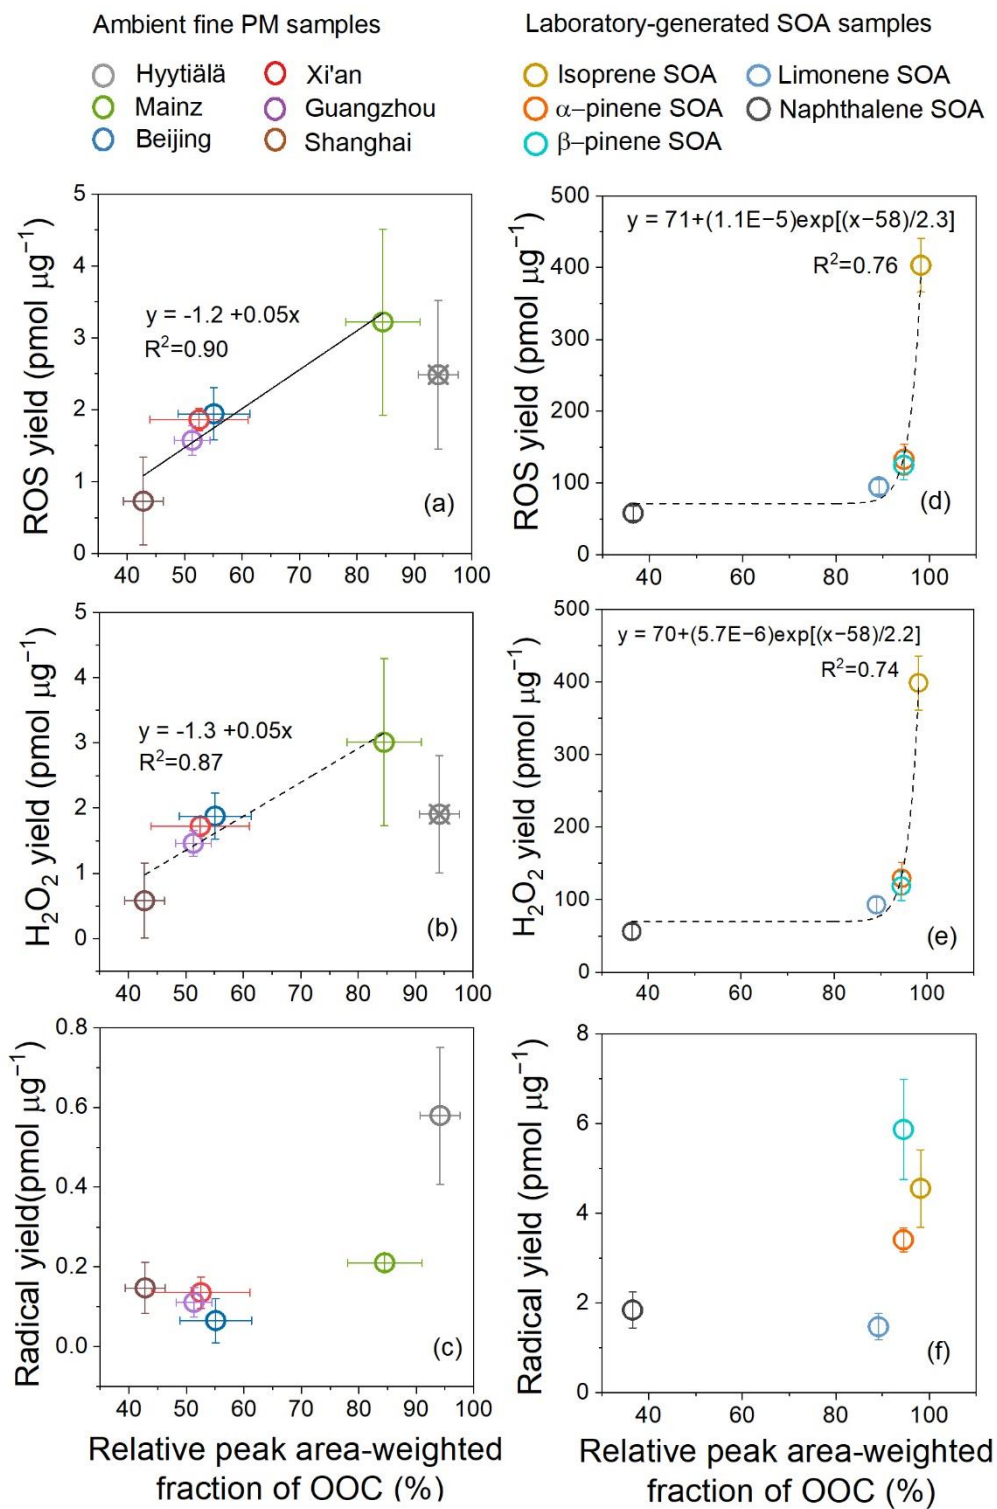 Ambient fine PM samples
Laboratory-generated SOA samples
Hyytiälä
Xi'an
Mainz
Guangzhou
Beijing
Shanghai
Isoprene SOA
Limonene SOA
α−pinene SOA
Naphthalene SOA
β−pinene SOA
ROS yield (pmol μg⁻¹)
5
4
3
2
1
0
y = -1.2 +0.05x
R²=0.90
(a)
40 50 60 70 80 90 100
ROS yield (pmol μg⁻¹)
500
400
300
200
100
0
y = 71+(1.1E−5)exp[(x−58)/2.3]
R²=0.76
(d)
40 60 80 100
H₂O₂ yield (pmol μg⁻¹)
5
4
3
2
1
0
y = -1.3 +0.05x
R²=0.87
(b)
40 50 60 70 80 90 100
H₂O₂ yield (pmol μg⁻¹)
500
400
300
200
100
0
y = 70+(5.7E−6)exp[(x−58)/2.2]
R²=0.74
(e)
40 60 80 100
Radical yield(pmol μg⁻¹)
0.8
0.6
0.4
0.2
0.0
(c)
40 50 60 70 80 90 100
Relative peak area-weighted
fraction of OOC (%)
Radical yield (pmol μg⁻¹)
8
6
4
2
0
(f)
40 60 80 100
Relative peak area-weighted
fraction of OOC (%)